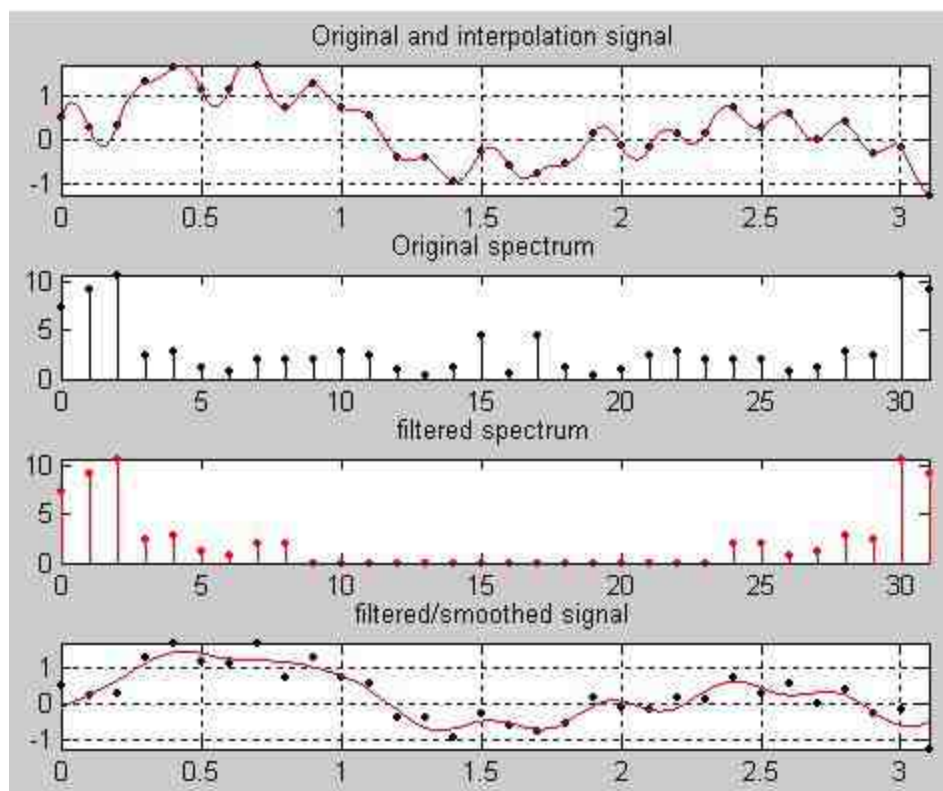 Original and interpolation signal
1
0
-1
0 0.5 1 1.5 2 2.5 3
Original spectrum
10
5
0
0 5 10 15 20 25 30
filtered spectrum
10
5
0
0 5 10 15 20 25 30
filtered/smoothed signal
1
0
-1
0 0.5 1 1.5 2 2.5 3